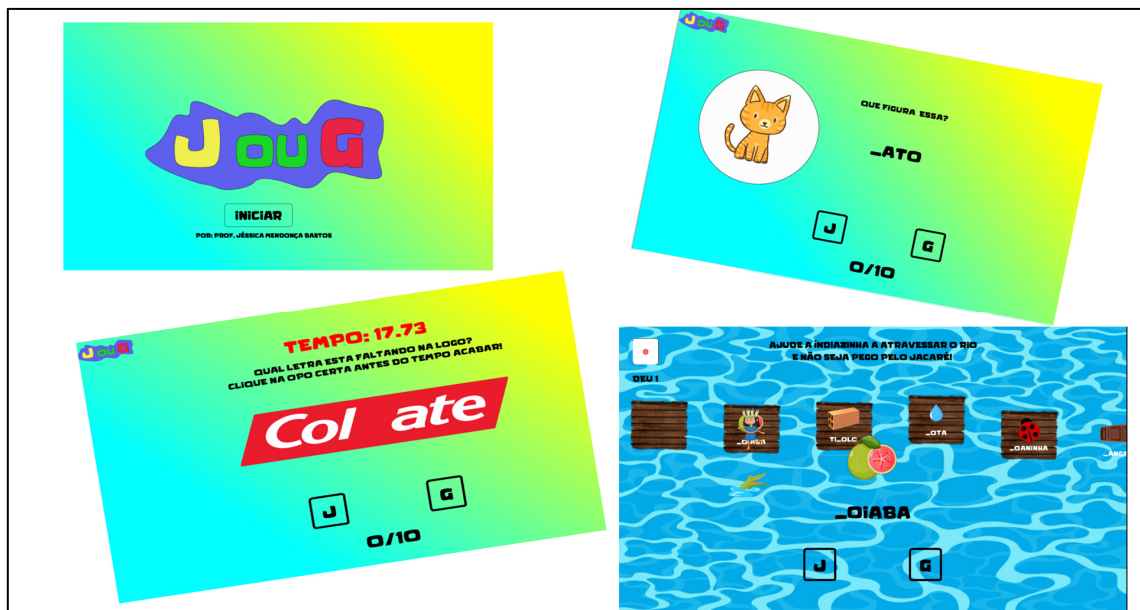 J OU G
INICIAR
POR: PROF. JÉSSICA MENDONÇA BASTOS
J OU G
QUE FIGURA ESSA?
_ATO
J
G
0/10
J OU G
TEMPO: 17.73
QUAL LETRA ESTA FALTANDO NA LOGO?
CLIQUE NA OPO CERTA ANTES DO TEMPO ACABAR!
Col ate
J
G
0/10
AJUDE A ÍNDIAZINHA A ATRAVESSAR O RIO
E NÃO SEJA PEGO PELO JACARÉ!
DEU 1
TI_OLO
_OTA
_OANINHA
_OIABA
J
G